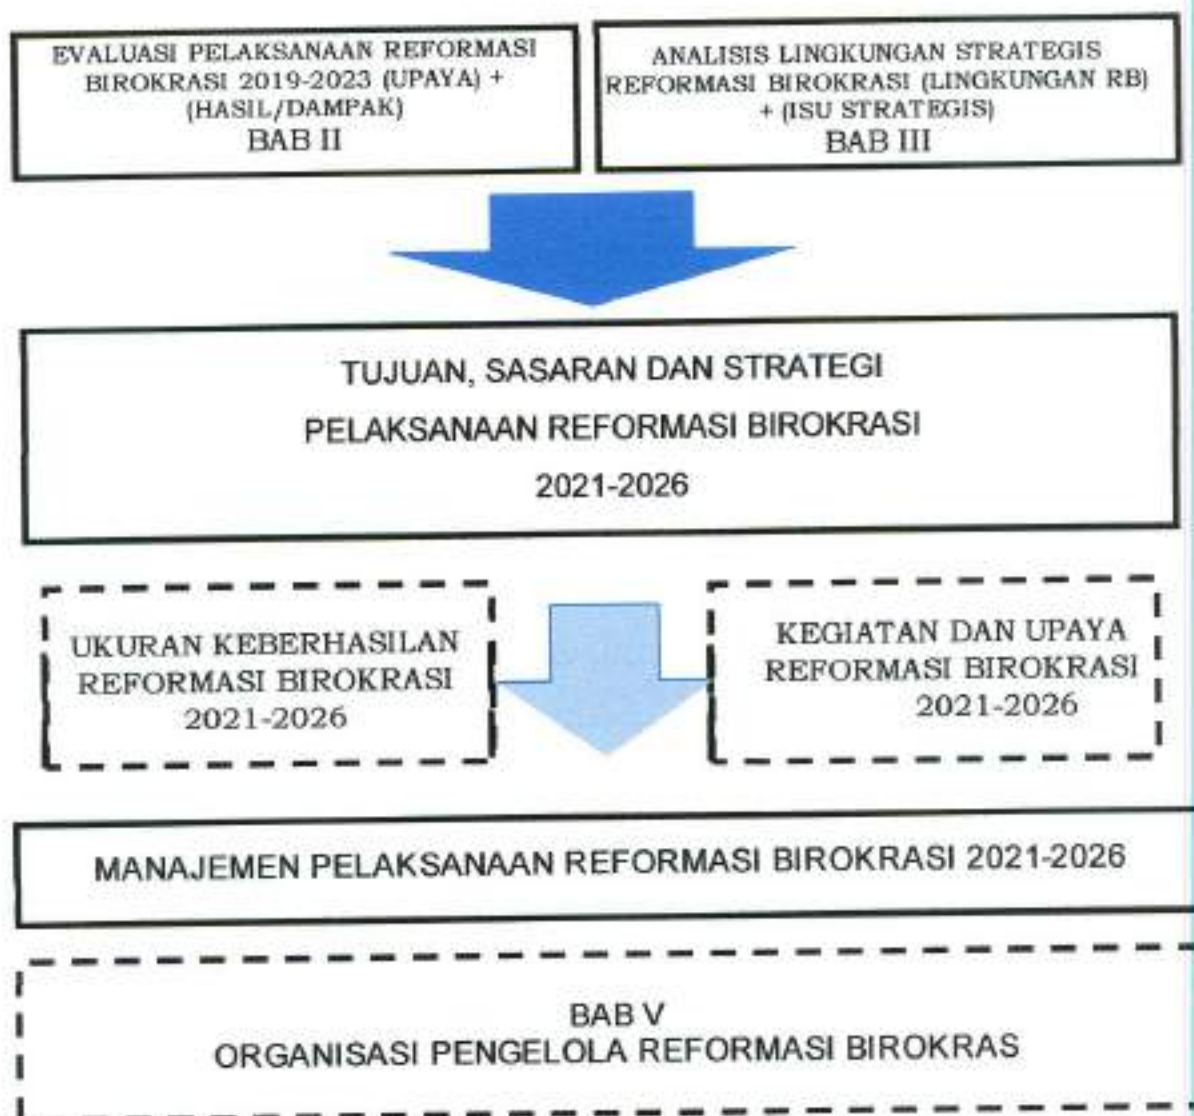 EVALUASI PELAKSANAAN REFORMASI
BIROKRASI 2019-2023 (UPAYA) +
(HASIL/DAMPAK)
BAB II
ANALISIS LINGKUNGAN STRATEGIS
REFORMASI BIROKRASI (LINGKUNGAN RB)
+ (ISU STRATEGIS)
BAB III
TUJUAN, SASARAN DAN STRATEGI
PELAKSANAAN REFORMASI BIROKRASI
2021-2026
UKURAN KEBERHASILAN
REFORMASI BIROKRASI
2021-2026
KEGIATAN DAN UPAYA
REFORMASI BIROKRASI
2021-2026
MANAJEMEN PELAKSANAAN REFORMASI BIROKRASI 2021-2026
BAB V
ORGANISASI PENGELOLA REFORMASI BIROKRAS